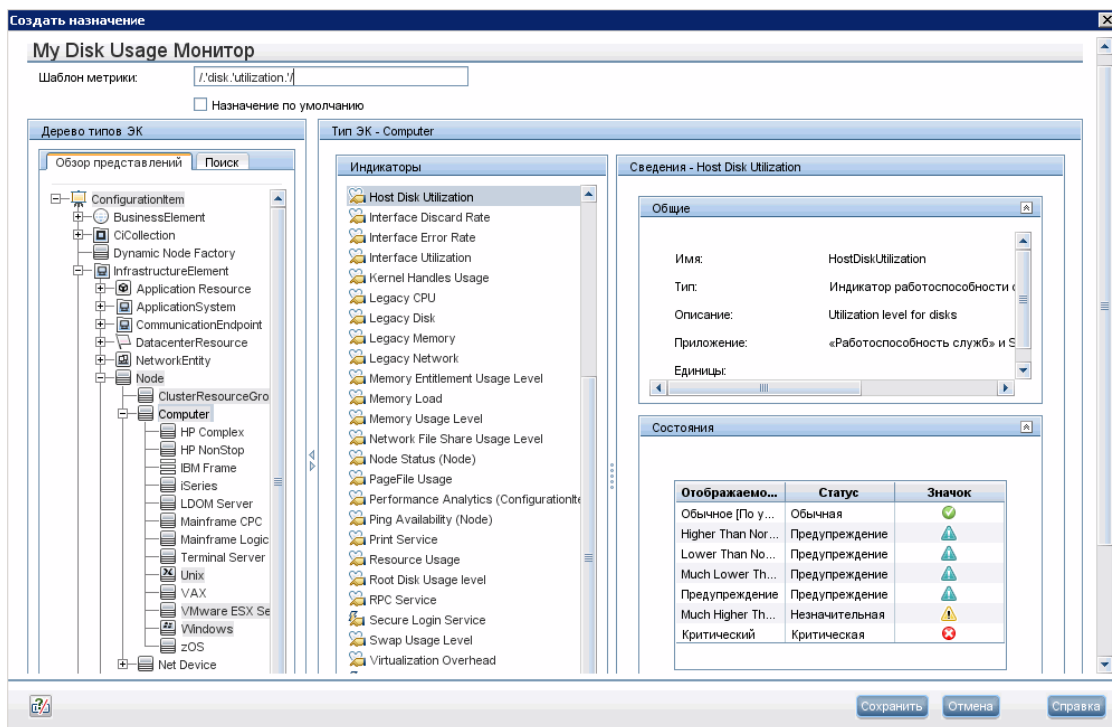 Создать назначение
My Disk Usage Монитор
Шаблон метрики:
/.'disk.'utilization.'/
Назначение по умолчанию
Дерево типов ЭК
Обзор представлений
Поиск
ConfigurationItem
BusinessElement
CiCollection
Dynamic Node Factory
InfrastructureElement
Application Resource
ApplicationSystem
CommunicationEndpoint
DatacenterResource
NetworkEntity
Node
ClusterResourceGro
Computer
HP Complex
HP NonStop
IBM Frame
iSeries
LDOM Server
Mainframe CPC
Mainframe Logic
Terminal Server
Unix
VAX
VMware ESX Se
Windows
zOS
Net Device
Тип ЭК - Computer
Индикаторы
Host Disk Utilization
Interface Discard Rate
Interface Error Rate
Interface Utilization
Kernel Handles Usage
Legacy CPU
Legacy Disk
Legacy Memory
Legacy Network
Memory Entitlement Usage Level
Memory Load
Memory Usage Level
Network File Share Usage Level
Node Status (Node)
PageFile Usage
Performance Analytics (ConfigurationIte
Ping Availability (Node)
Print Service
Resource Usage
Root Disk Usage level
RPC Service
Secure Login Service
Swap Usage Level
Virtualization Overhead
Сведения - Host Disk Utilization
Общие
Имя: HostDiskUtilization
Тип: Индикатор работоспособности с
Описание: Utilization level for disks
Приложение: «Работоспособность служб» и S
Единицы:
Состояния
Отображаемо... Статус Значок
Обычное [По у... Обычная
Higher Than Nor... Предупреждение
Lower Than No... Предупреждение
Much Lower Th... Предупреждение
Предупреждение Предупреждение
Much Higher Th... Незначительная
Критический Критическая
Сохранить
Отмена
Справка